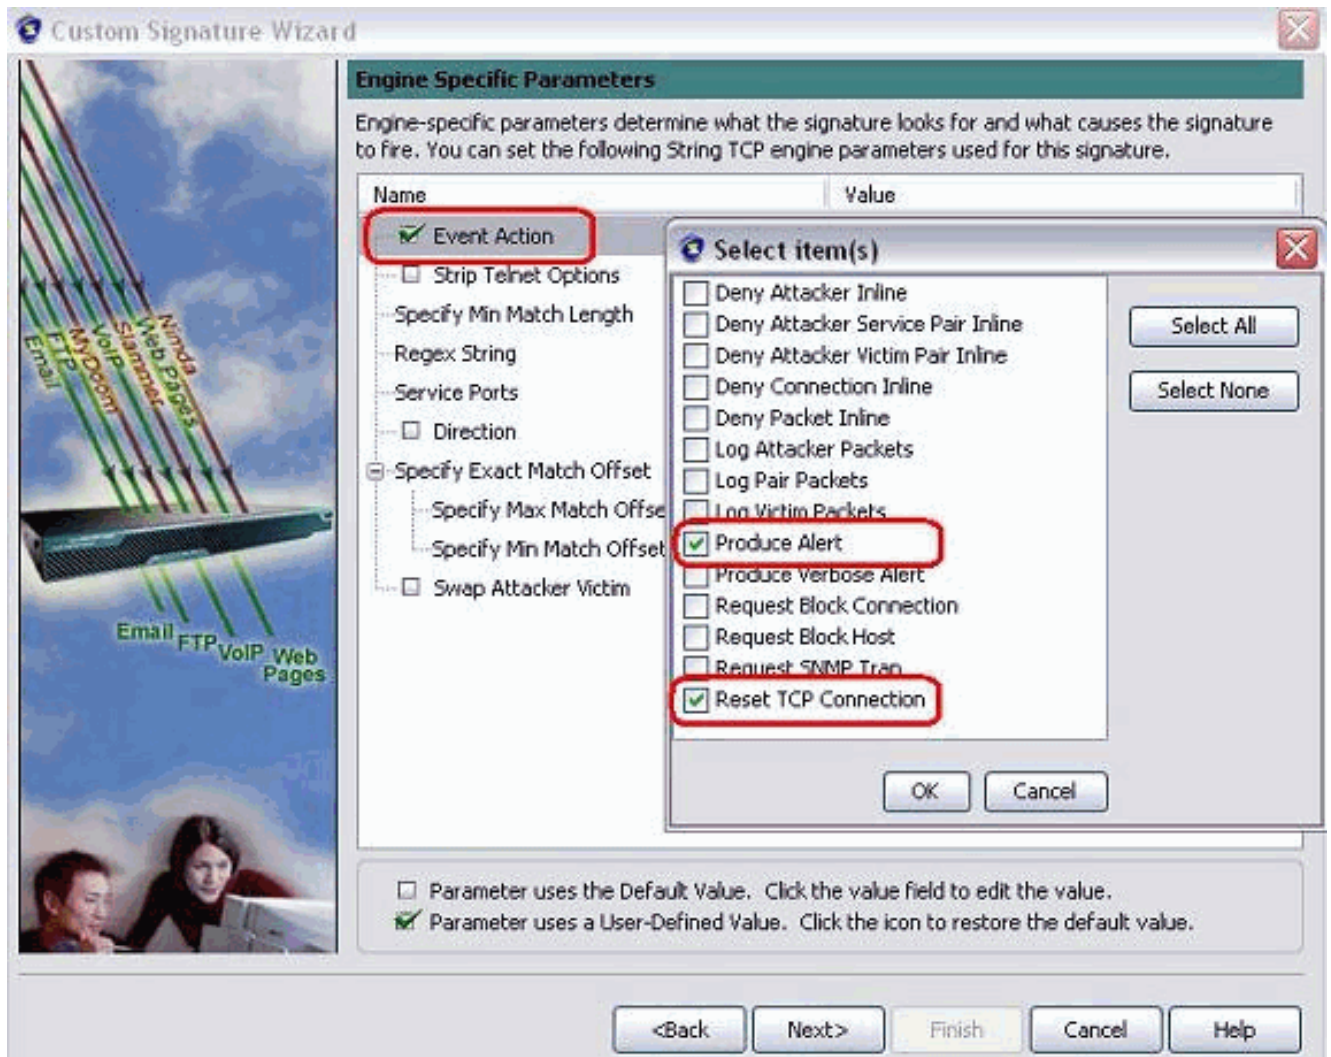 Custom Signature Wizard
Engine Specific Parameters
Engine-specific parameters determine what the signature looks for and what causes the signature
to fire. You can set the following String TCP engine parameters used for this signature.
Name
Value
Event Action
Strip Telnet Options
Specify Min Match Length
Regex String
Service Ports
Direction
Specify Exact Match Offset
Specify Max Match Offse
Specify Min Match Offset
Swap Attacker Victim
Select item(s)
Deny Attacker Inline
Deny Attacker Service Pair Inline
Deny Attacker Victim Pair Inline
Deny Connection Inline
Deny Packet Inline
Log Attacker Packets
Log Pair Packets
Log Victim Packets
Produce Alert
Produce Verbose Alert
Request Block Connection
Request Block Host
Request SNMP Trap
Reset TCP Connection
Select All
Select None
OK
Cancel
Email
FTP
MyDoom
VoIP
Slammer
Web Pages
Nimda
Email
FTP
VoIP
Web
Pages
Parameter uses the Default Value. Click the value field to edit the value.
Parameter uses a User-Defined Value. Click the icon to restore the default value.
<Back
Next>
Finish
Cancel
Help